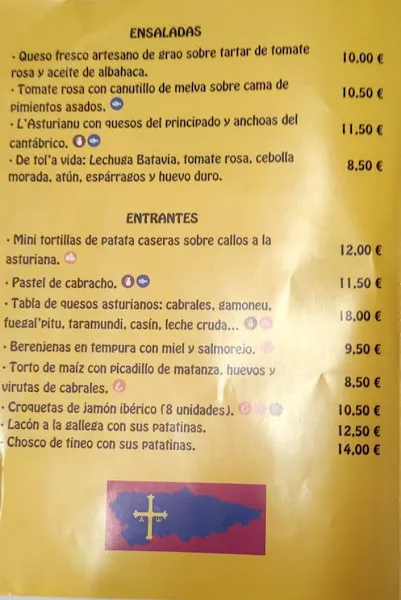 ENSALADAS
· Queso fresco artesano de grao sobre tartar de tomate
rosa y aceite de albahaca. 10,00 €
· Tomate rosa con canutillo de melva sobre cama de
pimientos asados. 10,50 €
· L'Asturianu con quesos del principado y anchoas del
cantábrico. 11,50 €
· De tol'a vida: Lechuga Batavia, tomate rosa, cebolla
morada, atún, espárragos y huevo duro. 8,50 €
ENTRANTES
· Mini tortillas de patata caseras sobre callos a la
asturiana. 12,00 €
· Pastel de cabracho. 11,50 €
· Tabla de quesos asturianos: cabrales, gamoneu,
fuegal'pitu, taramundi, casín, leche cruda... 18,00 €
· Berenjenas en tempura con miel y salmorejo. 9,50 €
· Torto de maíz con picadillo de matanza, huevos y
virutas de cabrales. 8,50 €
· Croquetas de jamón ibérico (8 unidades). 10,50 €
· Lacón a la gallega con sus patatinas. 12,50 €
· Chosco de tineo con sus patatinas. 14,00 €